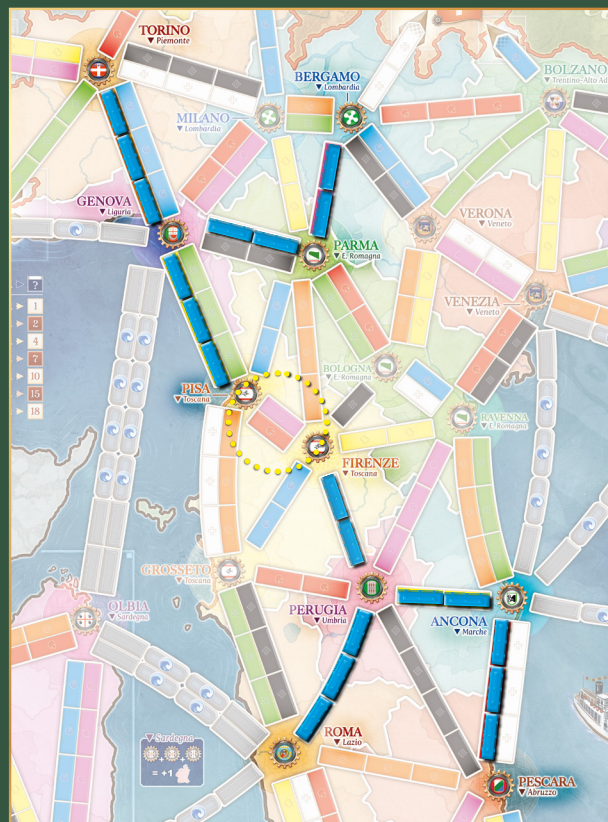 TORINO
▼ Piemonte
BERGAMO
▼ Lombardia
BOLZANO
▼ Trentino-Alto Ad
MILANO
▼ Lombardia
GENOVA
▼ Liguria
VERONA
▼ Veneto
PARMA
▼ E. Romagna
?
1
2
4
7
10
15
18
VENEZIA
▼ Veneto
BOLOGNA
▼ E. Romagna
PISA
▼ Toscana
RAVENNA
▼ E. Romagna
FIRENZE
▼ Toscana
GROSSETO
▼ Toscana
OLBIA
▼ Sardegna
PERUGIA
▼ Umbria
ANCONA
▼ Marche
ROMA
▼ Lazio
▼ Sardegna
+ +
= +1
PESCARA
▼ Abruzzo